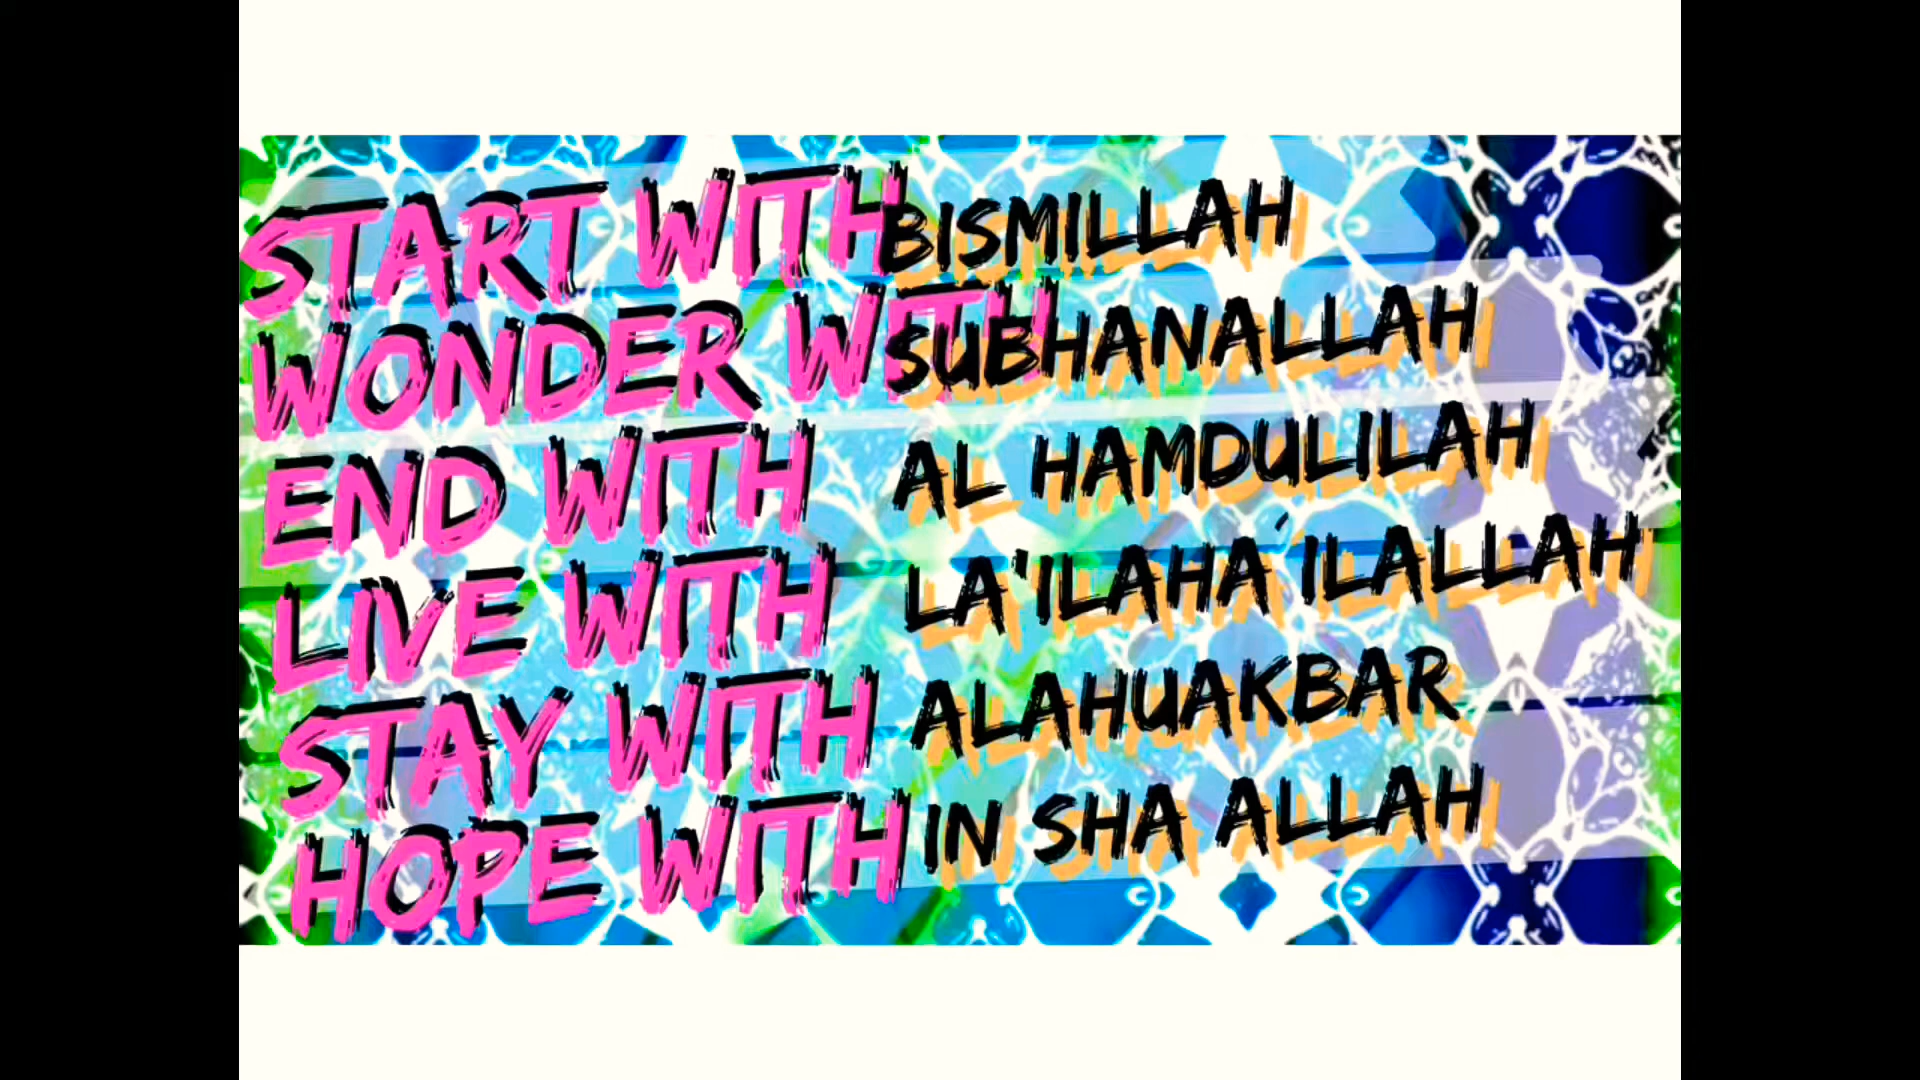 START WITH BISMILLAH
WONDER WITH SUBHANALLAH
END WITH AL HAMDULILAH
LIVE WITH LA'ILAHA ILALLAH
STAY WITH ALAHUAKBAR
HOPE WITH IN SHA ALLAH